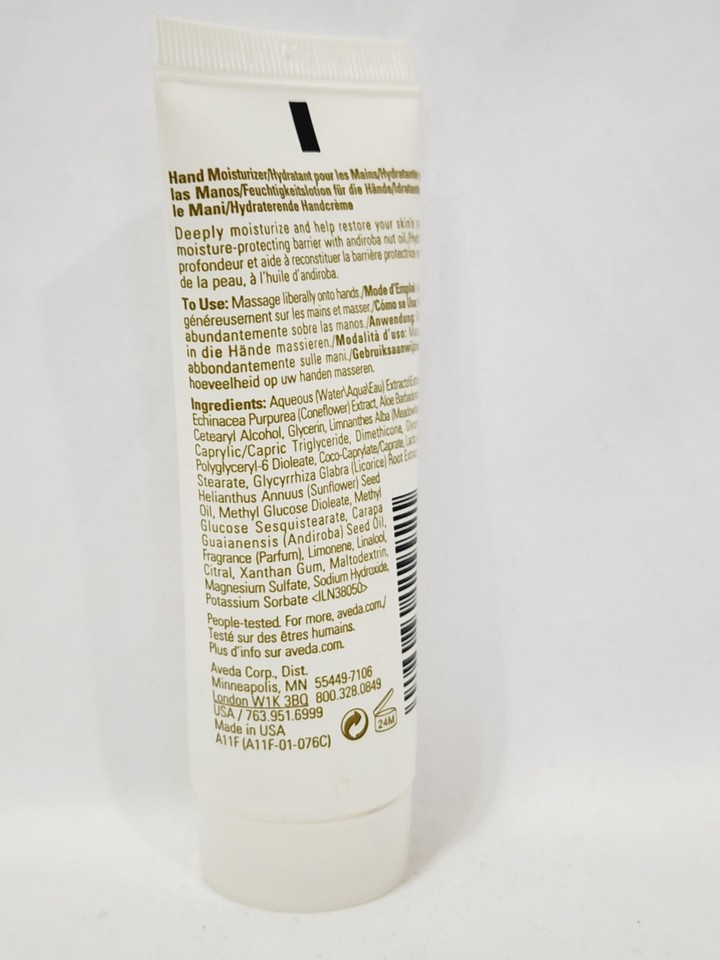 Hand Moisturizer/Hydratant pour les Mains/Hydratante
las Manos/Feuchtigkeitslotion für die Hände/Idratante
le Mani/Hydraterende Handcrème
Deeply moisturize and help restore your skin's
moisture-protecting barrier with andiroba nut oil./
profondeur et aide à reconstituer la barrière protectrice
de la peau, à l'huile d'andiroba.
To Use: Massage liberally onto hands./Mode d'Emploi
généreusement sur les mains et masser./Cómo se Usa:
abundantemente sobre las manos./Anwendung:
in die Hände massieren./Modalità d'uso:
abbondantemente sulle mani./Gebruiksaanwijzing
hoeveelheid op uw handen masseren.
Ingredients: Aqueous (Water\Aqua\Eau)
Echinacea Purpurea (Coneflower) Extract, Aloe
Cetearyl Alcohol, Glycerin, Limnanthes Alba
Caprylic/Capric Triglyceride, Dimethicone,
Polyglyceryl-6 Dioleate, Coco-Caprylate/Caprate,
Stearate, Glycyrrhiza Glabra (Licorice) Root
Helianthus Annuus (Sunflower) Seed
Oil, Methyl Glucose Dioleate, Methyl
Glucose Sesquistearate, Carapa
Guaianensis (Andiroba) Seed Oil,
Fragrance (Parfum), Limonene, Linalool,
Citral, Xanthan Gum, Maltodextrin,
Magnesium Sulfate, Sodium Hydroxide,
Potassium Sorbate <ILN38050>
People-tested. For more, aveda.com./
Testé sur des êtres humains.
Plus d'info sur aveda.com.
Aveda Corp., Dist.
Minneapolis, MN 55449-7106
London W1K 3BQ 800.328.0849
USA / 763.951.6999
Made in USA
A11F (A11F-01-076C)
24M